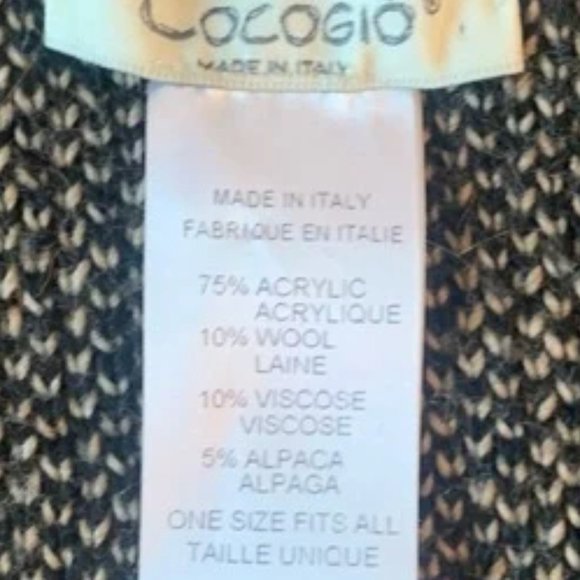 COCOGIO
MADE IN ITALY
MADE IN ITALY
FABRIQUE EN ITALIE
75% ACRYLIC
ACRYLIQUE
10% WOOL
LAINE
10% VISCOSE
VISCOSE
5% ALPACA
ALPAGA
ONE SIZE FITS ALL
TAILLE UNIQUE